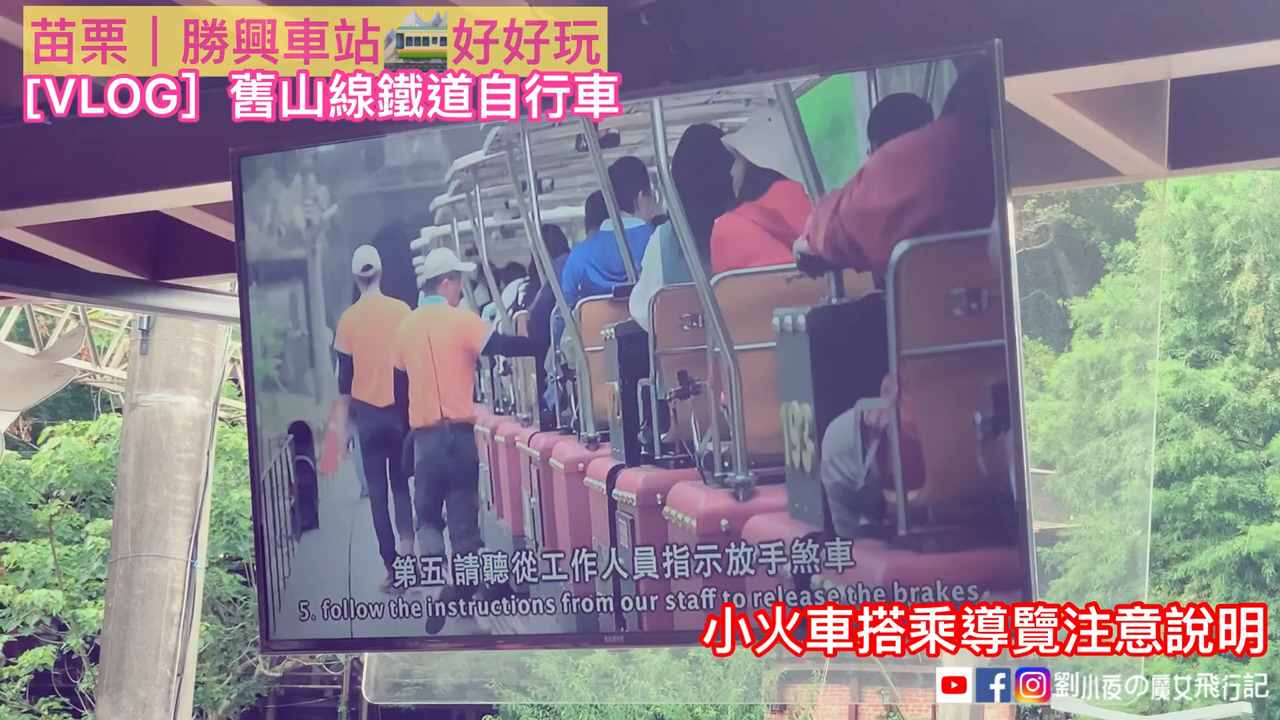 苗栗｜勝興車站🚞好好玩
[VLOG］舊山線鐵道自行車
193
第五 請聽從工作人員指示放手煞車
5. follow the instructions from our staff to release the brakes
SANYO
小火車搭乘導覽注意說明
劉小夜の魔女飛行記